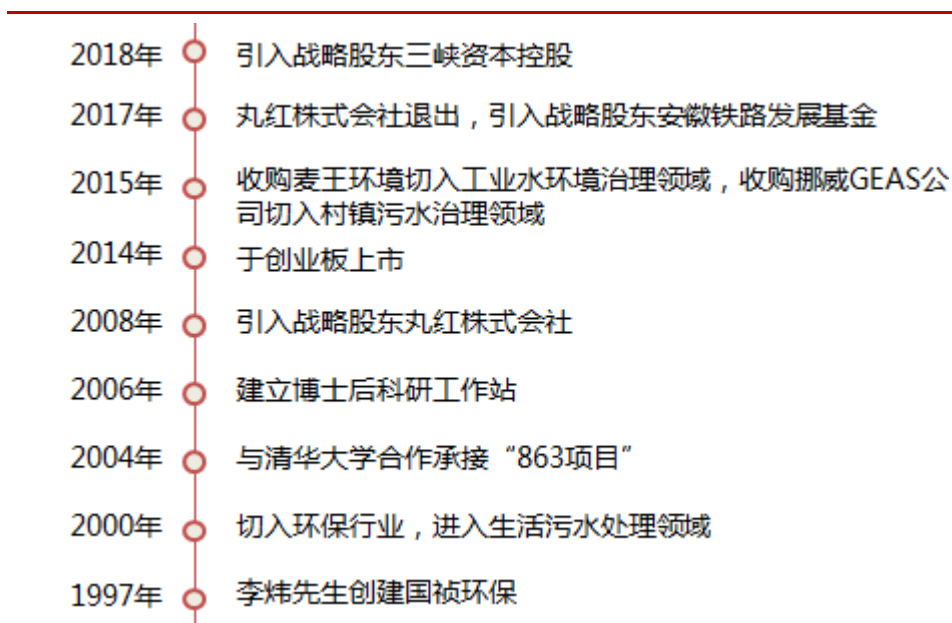 2018年 引入战略股东三峡资本控股
2017年 丸红株式会社退出，引入战略股东安徽铁路发展基金
2015年 收购麦王环境切入工业水环境治理领域，收购挪威GEAS公
司切入村镇污水治理领域
2014年 于创业板上市
2008年 引入战略股东丸红株式会社
2006年 建立博士后科研工作站
2004年 与清华大学合作承接“863项目”
2000年 切入环保行业，进入生活污水处理领域
1997年 李炜先生创建国祯环保